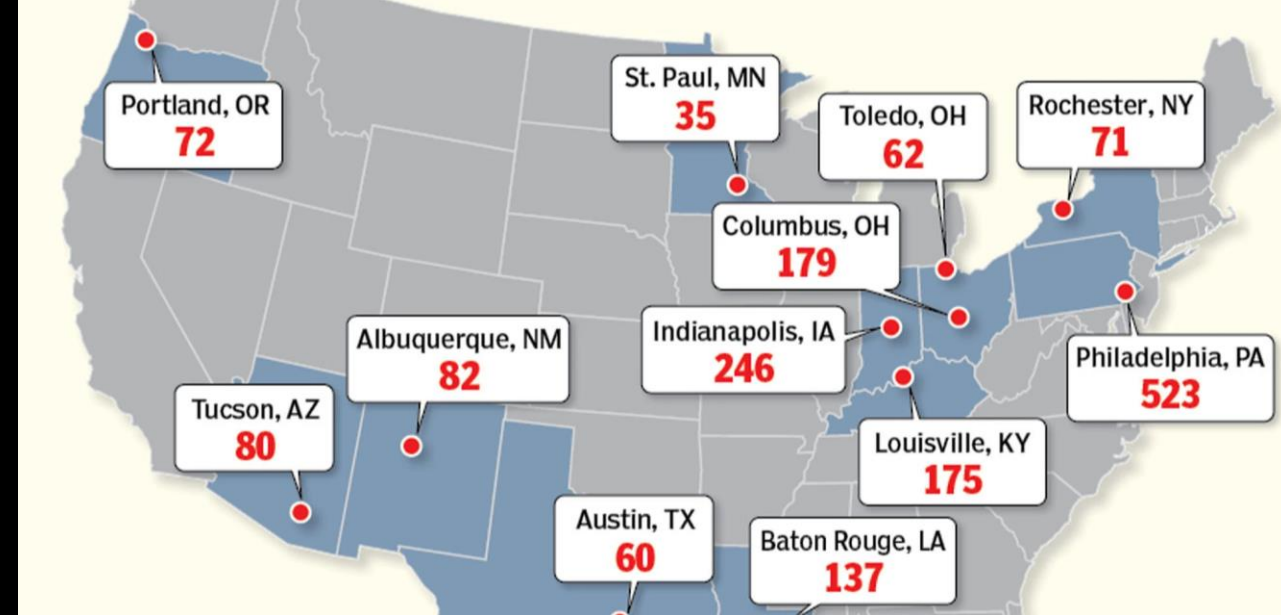 Portland, OR
72
St. Paul, MN
35
Toledo, OH
62
Rochester, NY
71
Columbus, OH
179
Indianapolis, IA
246
Albuquerque, NM
82
Philadelphia, PA
523
Tucson, AZ
80
Louisville, KY
175
Austin, TX
60
Baton Rouge, LA
137